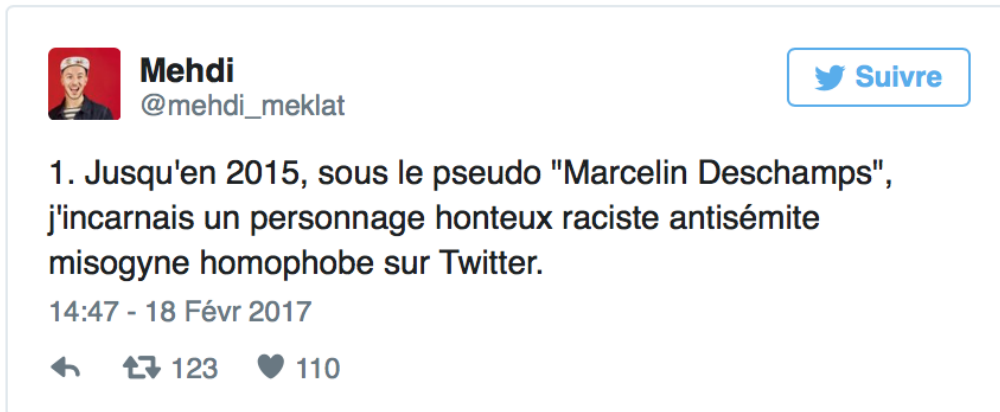 Mehdi
@mehdi_meklat
Suivre
1. Jusqu'en 2015, sous le pseudo "Marcelin Deschamps",
j'incarnais un personnage honteux raciste antisémite
misogyne homophobe sur Twitter.
14:47 - 18 Févr 2017
123 110